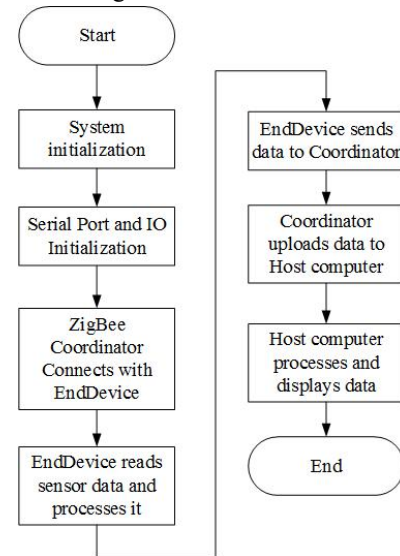 Start
System
initialization
Serial Port and IO
Initialization
ZigBee
Coordinator
Connects with
EndDevice
EndDevice reads
sensor data and
processes it
EndDevice sends
data to Coordinator
Coordinator
uploads data to
Host computer
Host computer
processes and
displays data
End